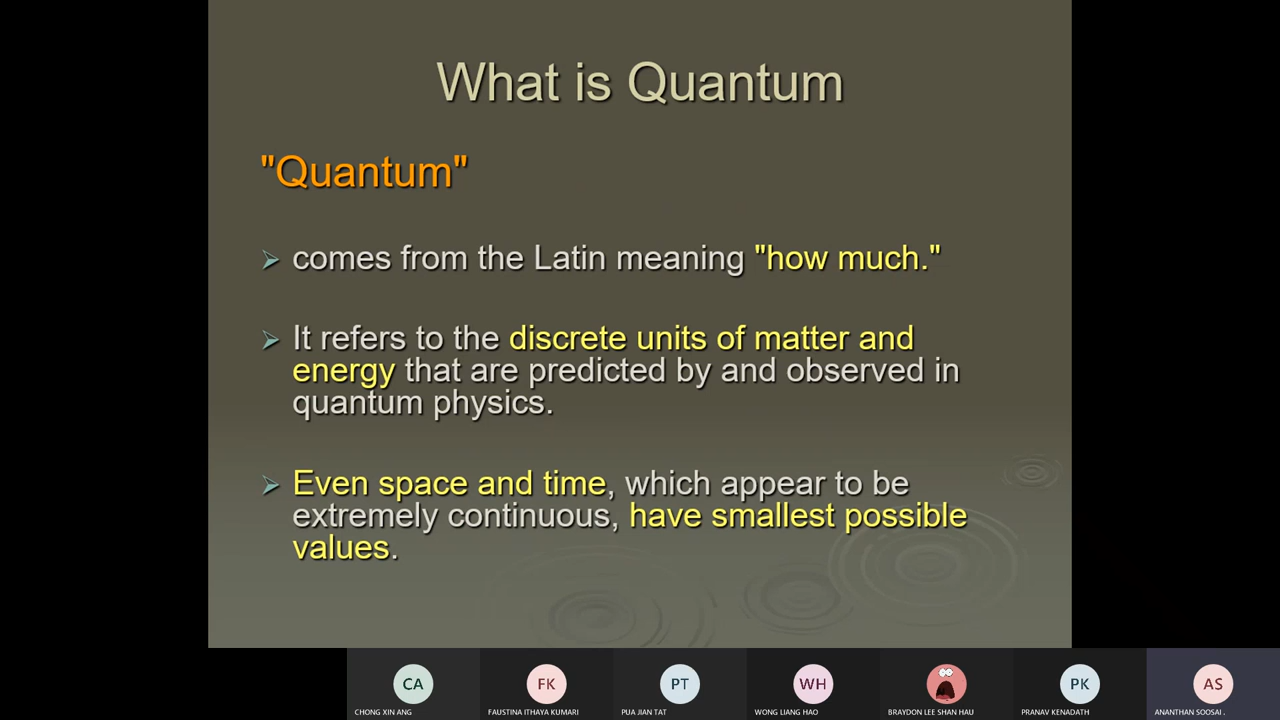 What is Quantum
"Quantum"
➢ comes from the Latin meaning "how much."
➢ It refers to the discrete units of matter and
energy that are predicted by and observed in
quantum physics.
➢ Even space and time, which appear to be
extremely continuous, have smallest possible
values.
CA
FK
PT
WH
PK
AS
CHONG XIN ANG
FAUSTINA ITHAYA KUMARI
PUA JIAN TAT
WONG LIANG HAO
BRAYDON LEE SHAN HAU
PRANAV KENADATH
ANANTHAN SOOSAI .